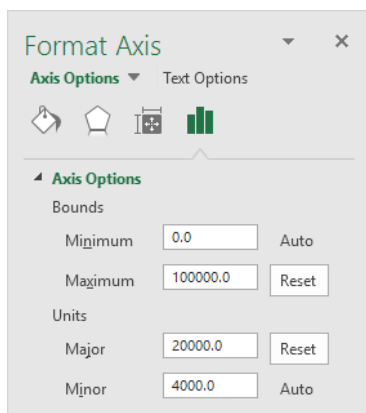 Format Axis
Axis Options Text Options
Axis Options
Bounds
Minimum 0.0 Auto
Maximum 100000.0 Reset
Units
Major 20000.0 Reset
Minor 4000.0 Auto